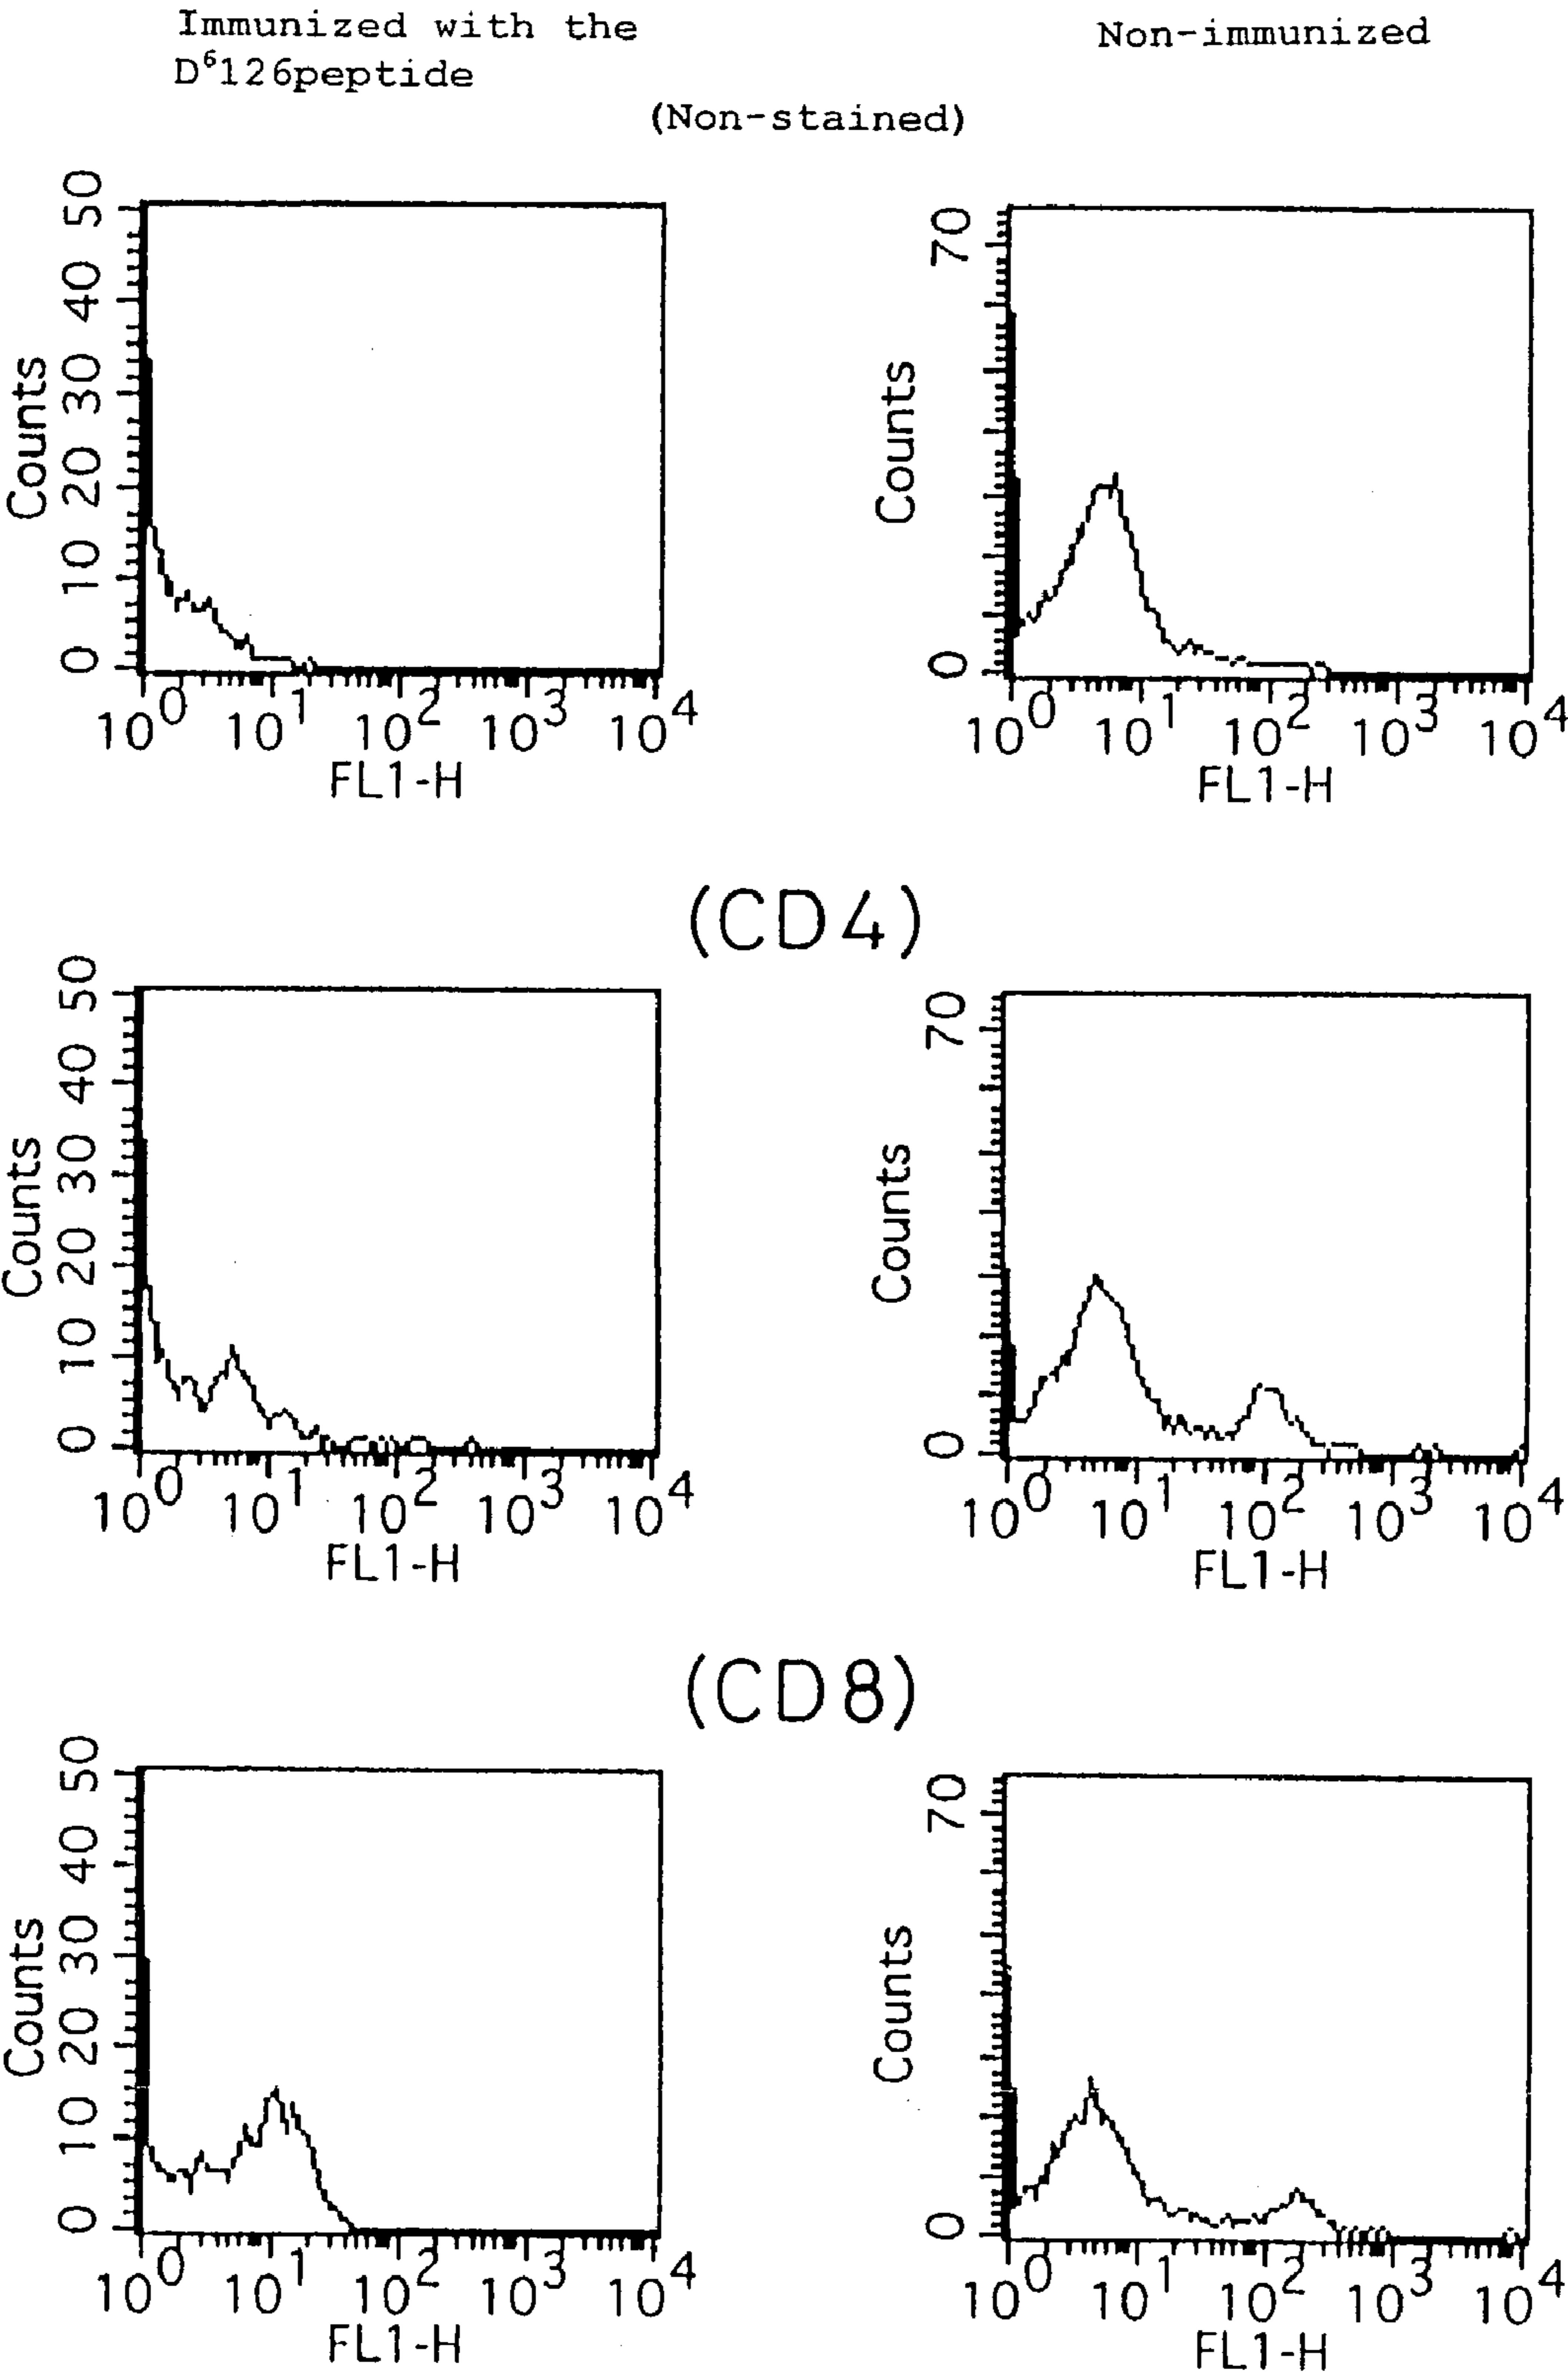 Immunized with the
D⁶126peptide
Non-immunized
(Non-stained)
Counts
0 10 20 30 40 50
10⁰ 10¹ 10² 10³ 10⁴
FL1-H
Counts
0 70
10⁰ 10¹ 10² 10³ 10⁴
FL1-H
(CD4)
Counts
0 10 20 30 40 50
10⁰ 10¹ 10² 10³ 10⁴
FL1-H
Counts
0 70
10⁰ 10¹ 10² 10³ 10⁴
FL1-H
(CD8)
Counts
0 10 20 30 40 50
10⁰ 10¹ 10² 10³ 10⁴
FL1-H
Counts
0 70
10⁰ 10¹ 10² 10³ 10⁴
FL1-H